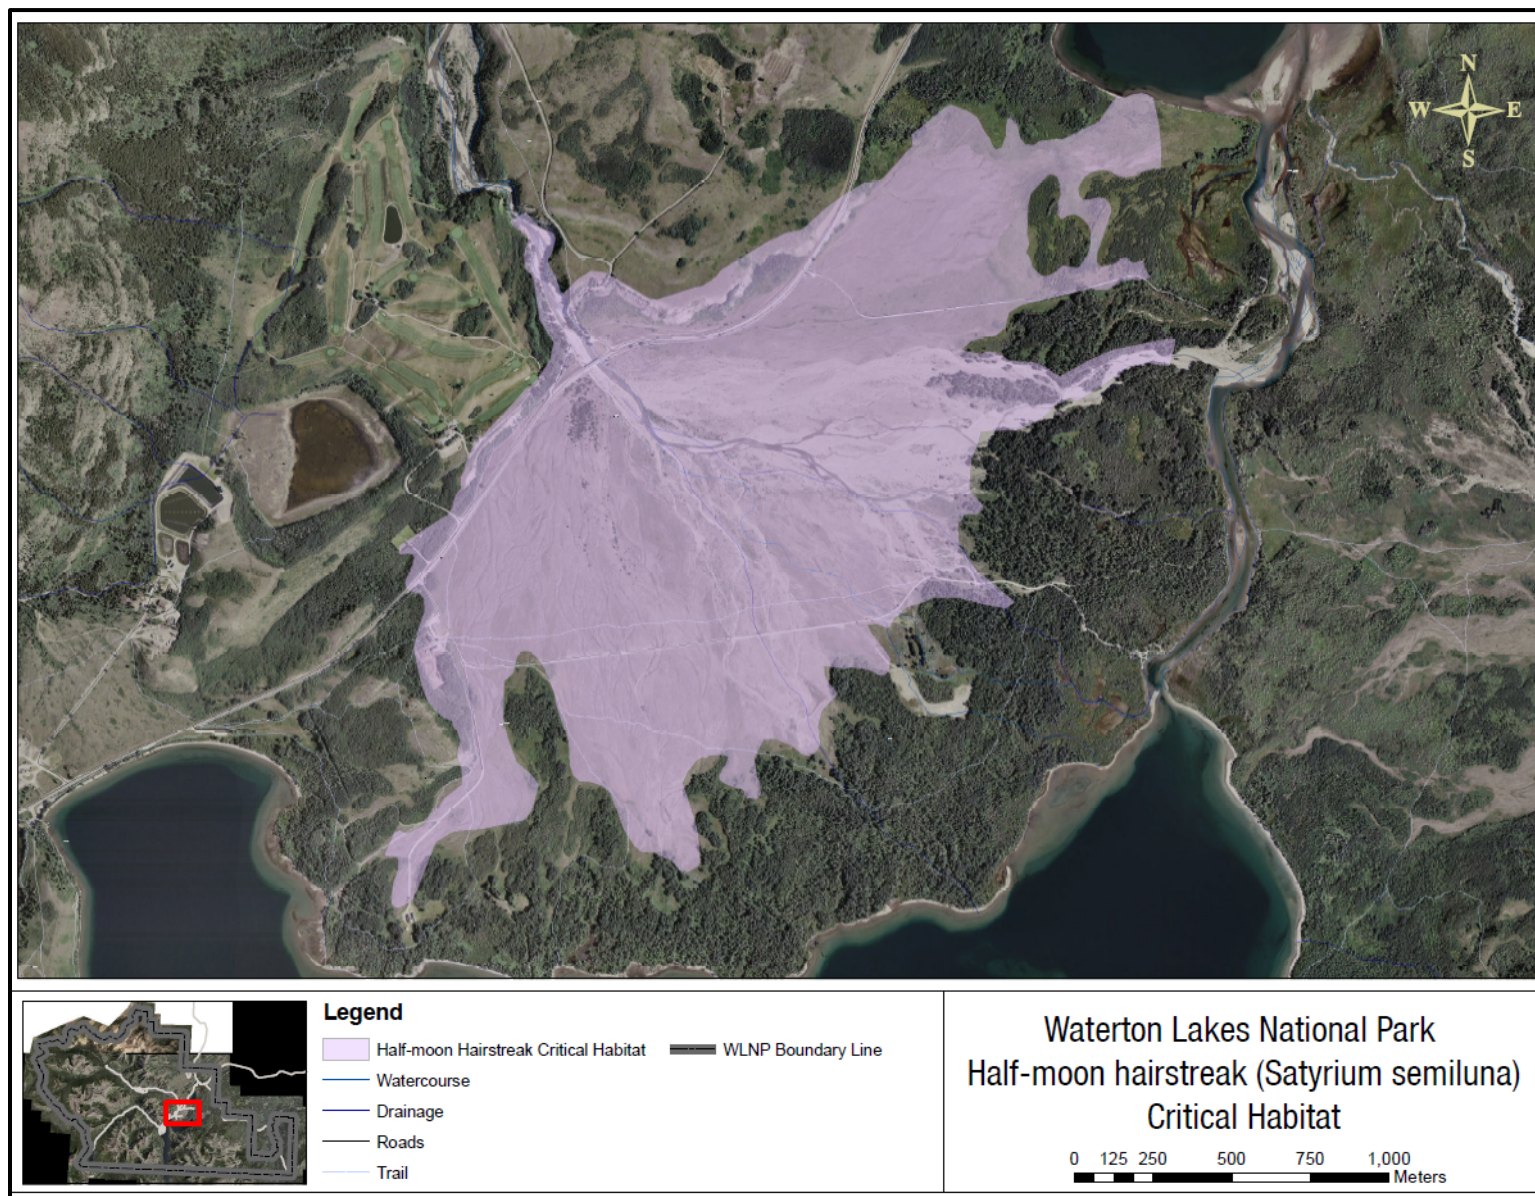 N
W E
S
Legend
Half-moon Hairstreak Critical Habitat
WLNP Boundary Line
Watercourse
Drainage
Roads
Trail
Waterton Lakes National Park
Half-moon hairstreak (Satyrium semiluna)
Critical Habitat
0 125 250 500 750 1,000
Meters